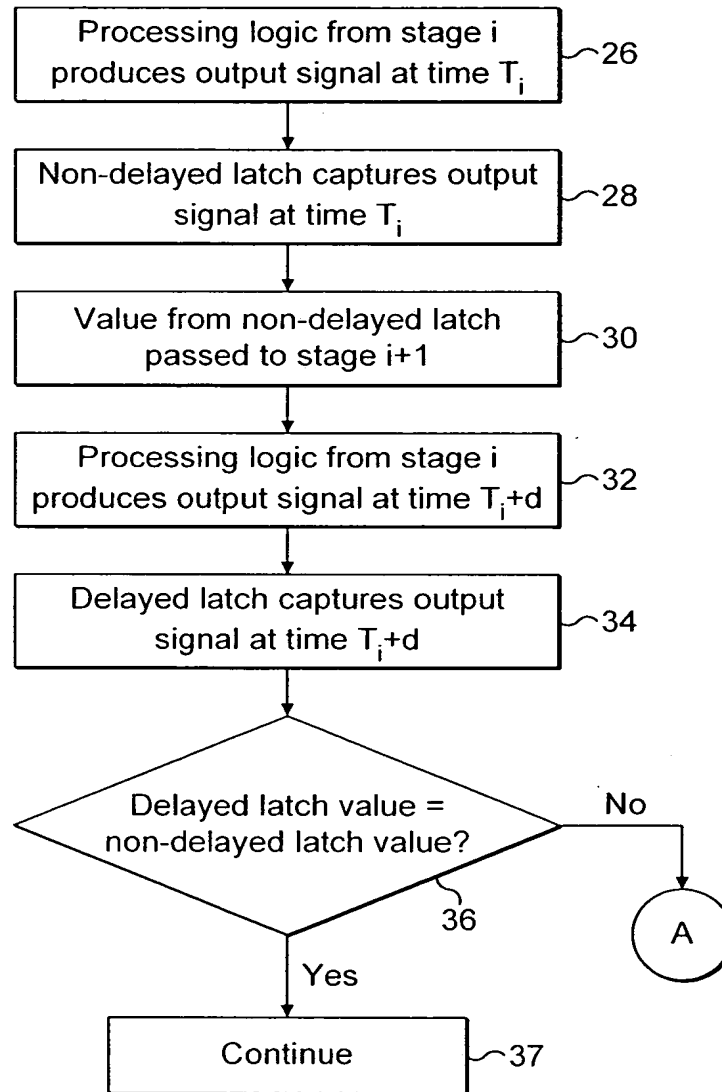 Processing logic from stage i
produces output signal at time Ti
26
Non-delayed latch captures output
signal at time Ti
28
Value from non-delayed latch
passed to stage i+1
30
Processing logic from stage i
produces output signal at time Ti+d
32
Delayed latch captures output
signal at time Ti+d
34
Delayed latch value =
non-delayed latch value?
36
No
A
Yes
Continue
37